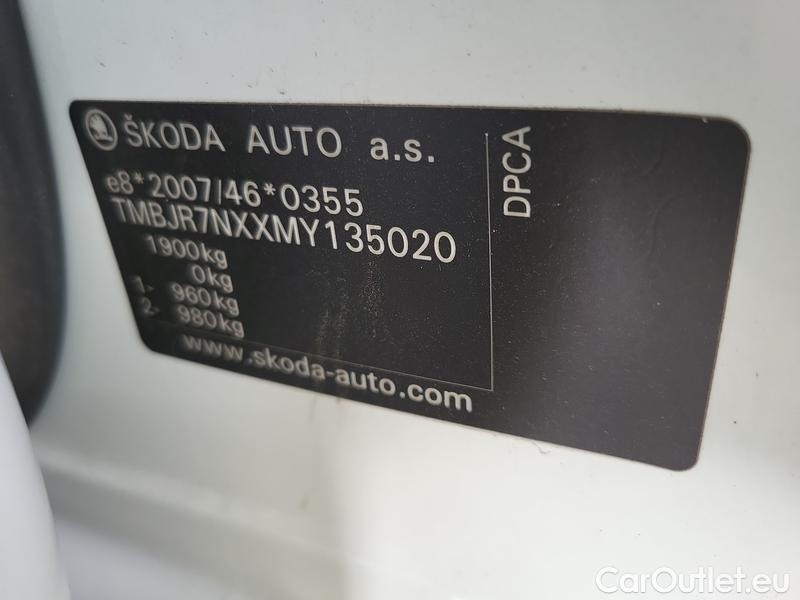 ŠKODA AUTO a.s.
e8*2007/46*0355
TMBJR7NXXMY135020
1900kg
0kg
1- 960kg
2- 980kg
www.skoda-auto.com
DPCA
CarOutlet.eu